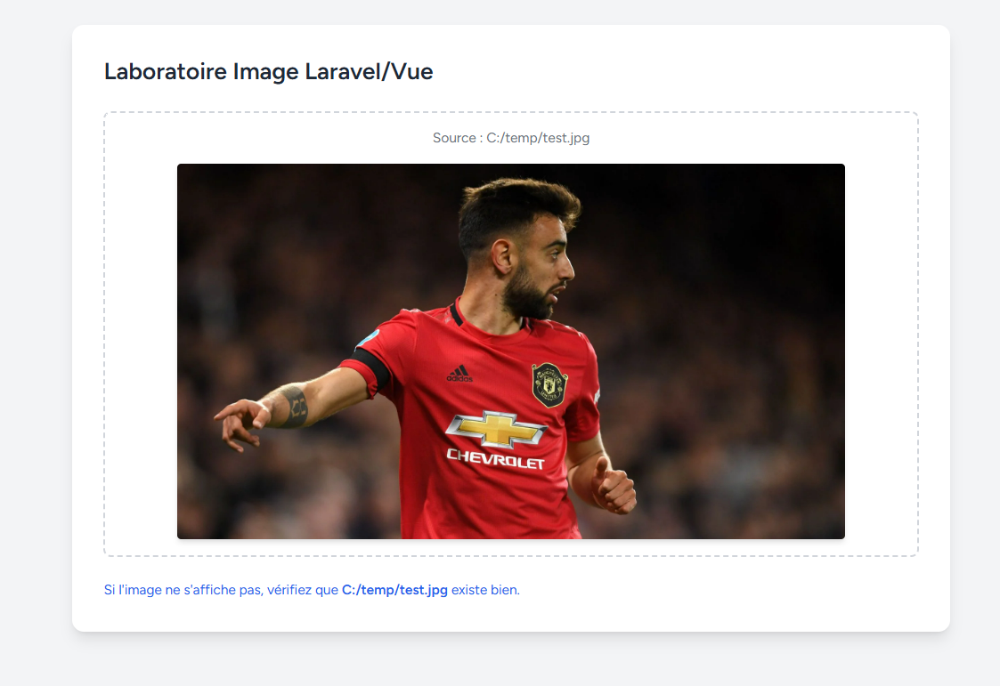 Laboratoire Image Laravel/Vue
Source : C:/temp/test.jpg
adidas
CHEVROLET
Si l'image ne s'affiche pas, vérifiez que C:/temp/test.jpg existe bien.